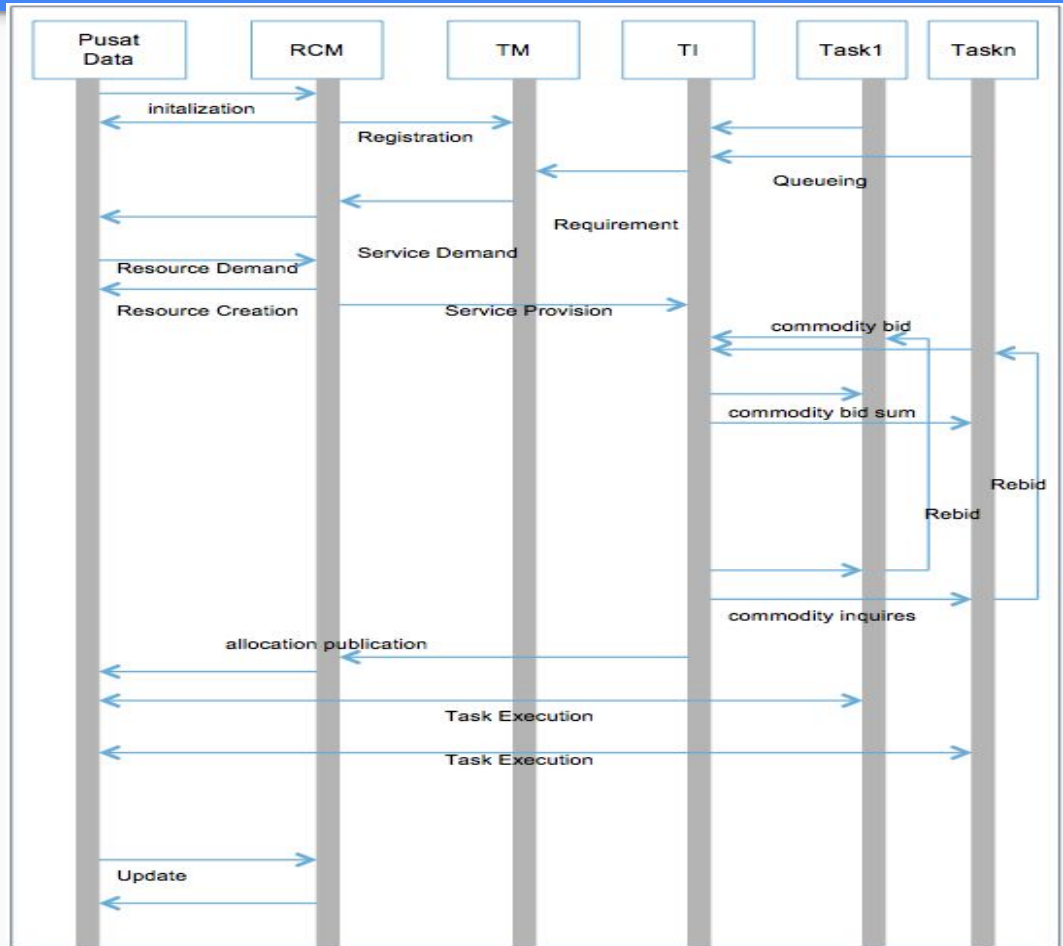 Pusat
Data
RCM
TM
TI
Task1
Taskn
initalization
Registration
Queueing
Requirement
Service Demand
Resource Demand
Resource Creation
Service Provision
commodity bid
commodity bid sum
Rebid
Rebid
commodity inquires
allocation publication
Task Execution
Task Execution
Update